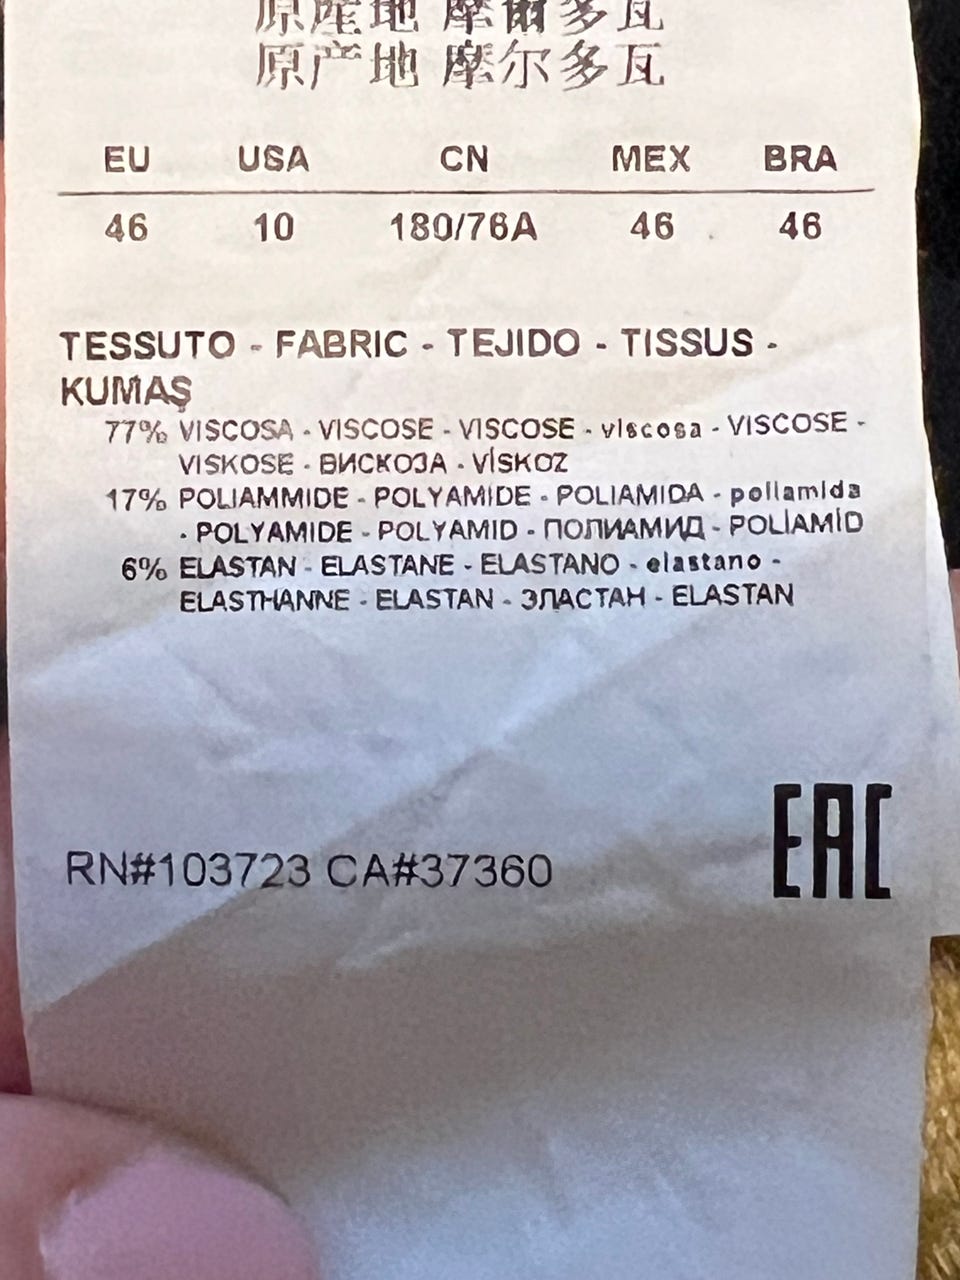 原産地 摩爾多瓦
原产地 摩尔多瓦
EU USA CN MEX BRA
46 10 180/76A 46 46
TESSUTO - FABRIC - TEJIDO - TISSUS -
KUMAŞ
77% VISCOSA - VISCOSE - VISCOSE - viscosa - VISCOSE -
VISKOSE - ВИСКОЗА - VİSKOZ
17% POLIAMMIDE - POLYAMIDE - POLIAMIDA - poliamida
- POLYAMIDE - POLYAMID - ПОЛИАМИД - POLİAMİD
6% ELASTAN - ELASTANE - ELASTANO - elastano -
ELASTHANNE - ELASTAN - ЭЛАСТАН - ELASTAN
EAC
RN#103723 CA#37360